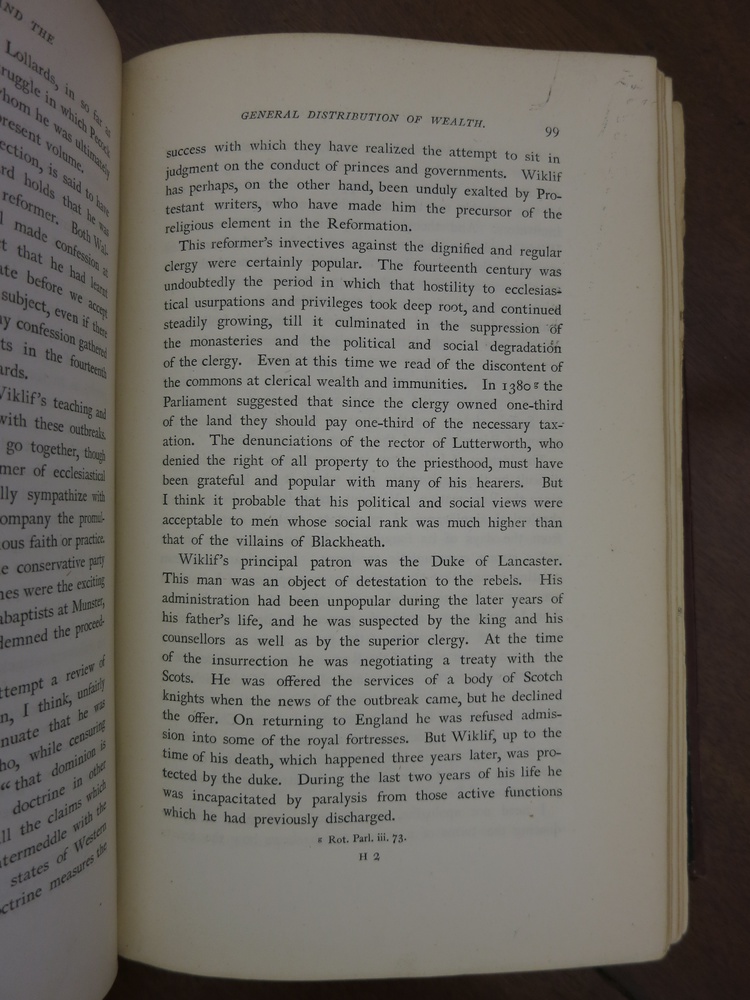 AND THE
Lollards, in so far as
ruggle in which Pecock
whom he was ultimately
present volume.
ection, is said to have
ard holds that he was
reformer. Both Wal-
made confession at
rt that he had learnt
ate before we accept
subject, even if there
ny confession gathered
ts in the fourteenth
ards.
Wiklif's teaching and
with these outbreaks.
go together, though
mer of ecclesiastical
lly sympathize with
ompany the promul-
ious faith or practice.
e conservative party
nes were the exciting
abaptists at Munster,
demned the proceed-
ttempt a review of
n, I think, unfairly
nuate that he was
ho, while censuring
"that dominion is
doctrine in other
ll the claims which
ntermeddle with the
states of Western
octrine measures the
GENERAL DISTRIBUTION OF WEALTH.
99
success with which they have realized the attempt to sit in
judgment on the conduct of princes and governments. Wiklif
has perhaps, on the other hand, been unduly exalted by Pro-
testant writers, who have made him the precursor of the
religious element in the Reformation.
This reformer's invectives against the dignified and regular
clergy were certainly popular. The fourteenth century was
undoubtedly the period in which that hostility to ecclesias-
tical usurpations and privileges took deep root, and continued
steadily growing, till it culminated in the suppression of
the monasteries and the political and social degradation
of the clergy. Even at this time we read of the discontent of
the commons at clerical wealth and immunities. In 1380 g the
Parliament suggested that since the clergy owned one-third
of the land they should pay one-third of the necessary tax-
ation. The denunciations of the rector of Lutterworth, who
denied the right of all property to the priesthood, must have
been grateful and popular with many of his hearers. But
I think it probable that his political and social views were
acceptable to men whose social rank was much higher than
that of the villains of Blackheath.
Wiklif's principal patron was the Duke of Lancaster.
This man was an object of detestation to the rebels. His
administration had been unpopular during the later years of
his father's life, and he was suspected by the king and his
counsellors as well as by the superior clergy. At the time
of the insurrection he was negotiating a treaty with the
Scots. He was offered the services of a body of Scotch
knights when the news of the outbreak came, but he declined
the offer. On returning to England he was refused admis-
sion into some of the royal fortresses. But Wiklif, up to the
time of his death, which happened three years later, was pro-
tected by the duke. During the last two years of his life he
was incapacitated by paralysis from those active functions
which he had previously discharged.
g Rot. Parl. iii. 73.
H 2